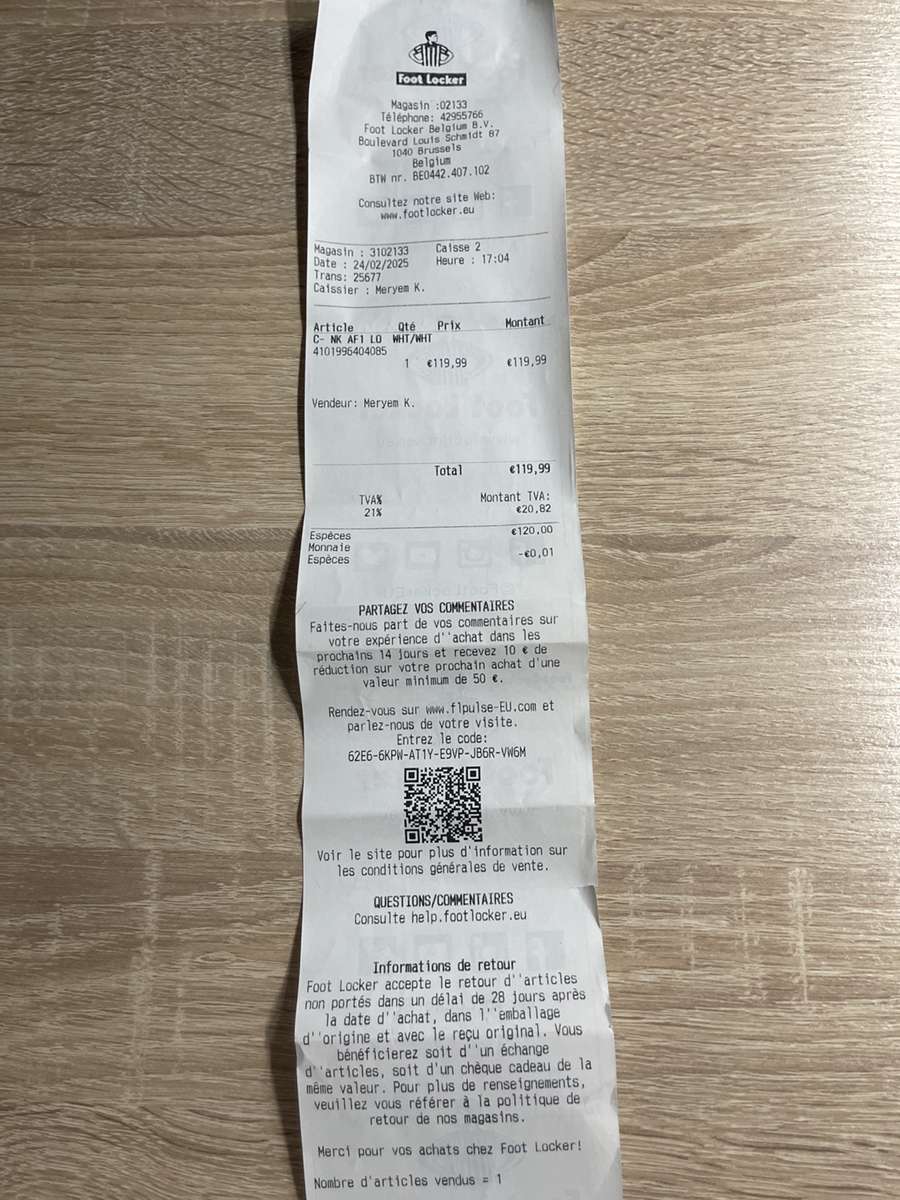 Foot Locker
Magasin :02133
Téléphone: 42955766
Foot Locker Belgium B.V.
Boulevard Louis Schmidt 87
1040 Brussels
Belgium
BTW nr. BE0442.407.102
Consultez notre site Web:
www.footlocker.eu
Magasin : 3102133 Caisse 2
Date : 24/02/2025 Heure : 17:04
Trans: 25677
Caissier : Meryem K.
Article Qté Prix Montant
C- NK AF1 LO WHT/WHT
4101996404085
1 €119,99 €119,99
Vendeur: Meryem K.
Total €119,99
TVA% Montant TVA:
21% €20,82
Espèces €120,00
Monnaie
Espèces -€0,01
PARTAGEZ VOS COMMENTAIRES
Faites-nous part de vos commentaires sur
votre expérience d''achat dans les
prochains 14 jours et recevez 10 € de
réduction sur votre prochain achat d'une
valeur minimum de 50 €.
Rendez-vous sur www.flpulse-EU.com et
parlez-nous de votre visite.
Entrez le code:
62E6-6KPW-AT1Y-E9VP-JB6R-VW6M
Voir le site pour plus d'information sur
les conditions générales de vente.
QUESTIONS/COMMENTAIRES
Consulte help.footlocker.eu
Informations de retour
Foot Locker accepte le retour d''articles
non portés dans un délai de 28 jours après
la date d''achat, dans l''emballage
d''origine et avec le reçu original. Vous
bénéficierez soit d''un échange
d''articles, soit d'un chèque cadeau de la
même valeur. Pour plus de renseignements,
veuillez vous référer à la politique de
retour de nos magasins.
Merci pour vos achats chez Foot Locker!
Nombre d'articles vendus = 1